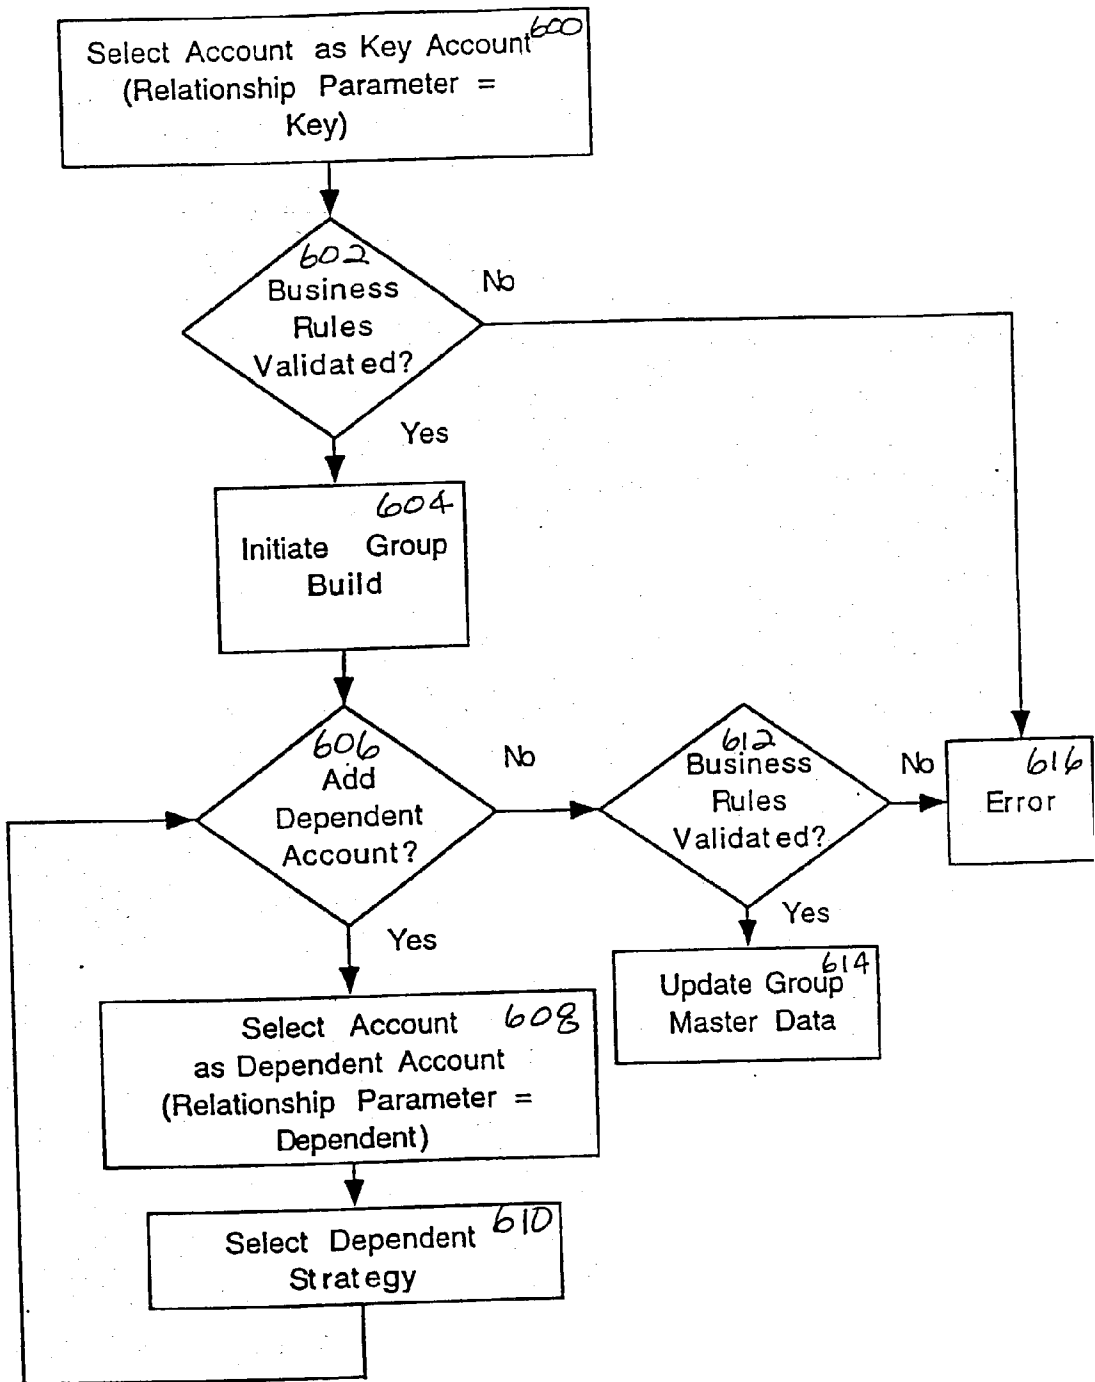 600
Select Account as Key Account
(Relationship Parameter =
Key)
602
Business
Rules
Validated?
No
Yes
604
Initiate Group
Build
606
Add
Dependent
Account?
No
612
Business
Rules
Validated?
No
616
Error
Yes
Yes
614
Update Group
Master Data
608
Select Account
as Dependent Account
(Relationship Parameter =
Dependent)
610
Select Dependent
Strategy